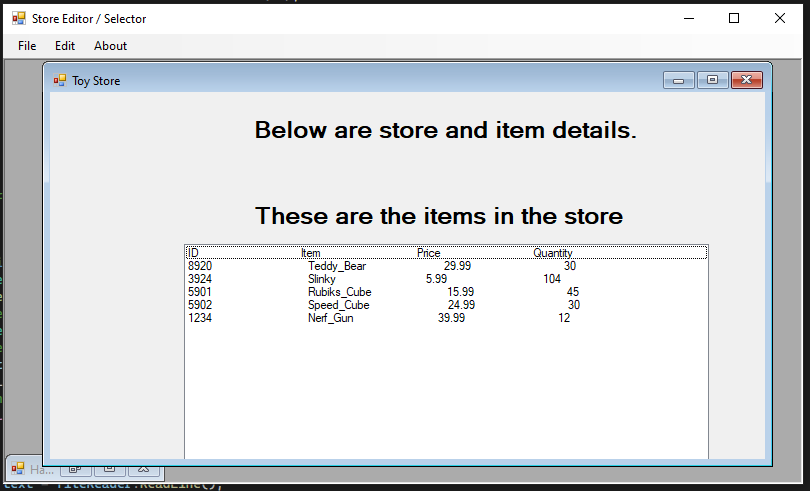 Store Editor / Selector
File Edit About
Toy Store
Below are store and item details.
These are the items in the store
ID Item Price Quantity
8920 Teddy_Bear 29.99 30
3924 Slinky 5.99 104
5901 Rubiks_Cube 15.99 45
5902 Speed_Cube 24.99 30
1234 Nerf_Gun 39.99 12
Ha...
text = fileReader.ReadLine();